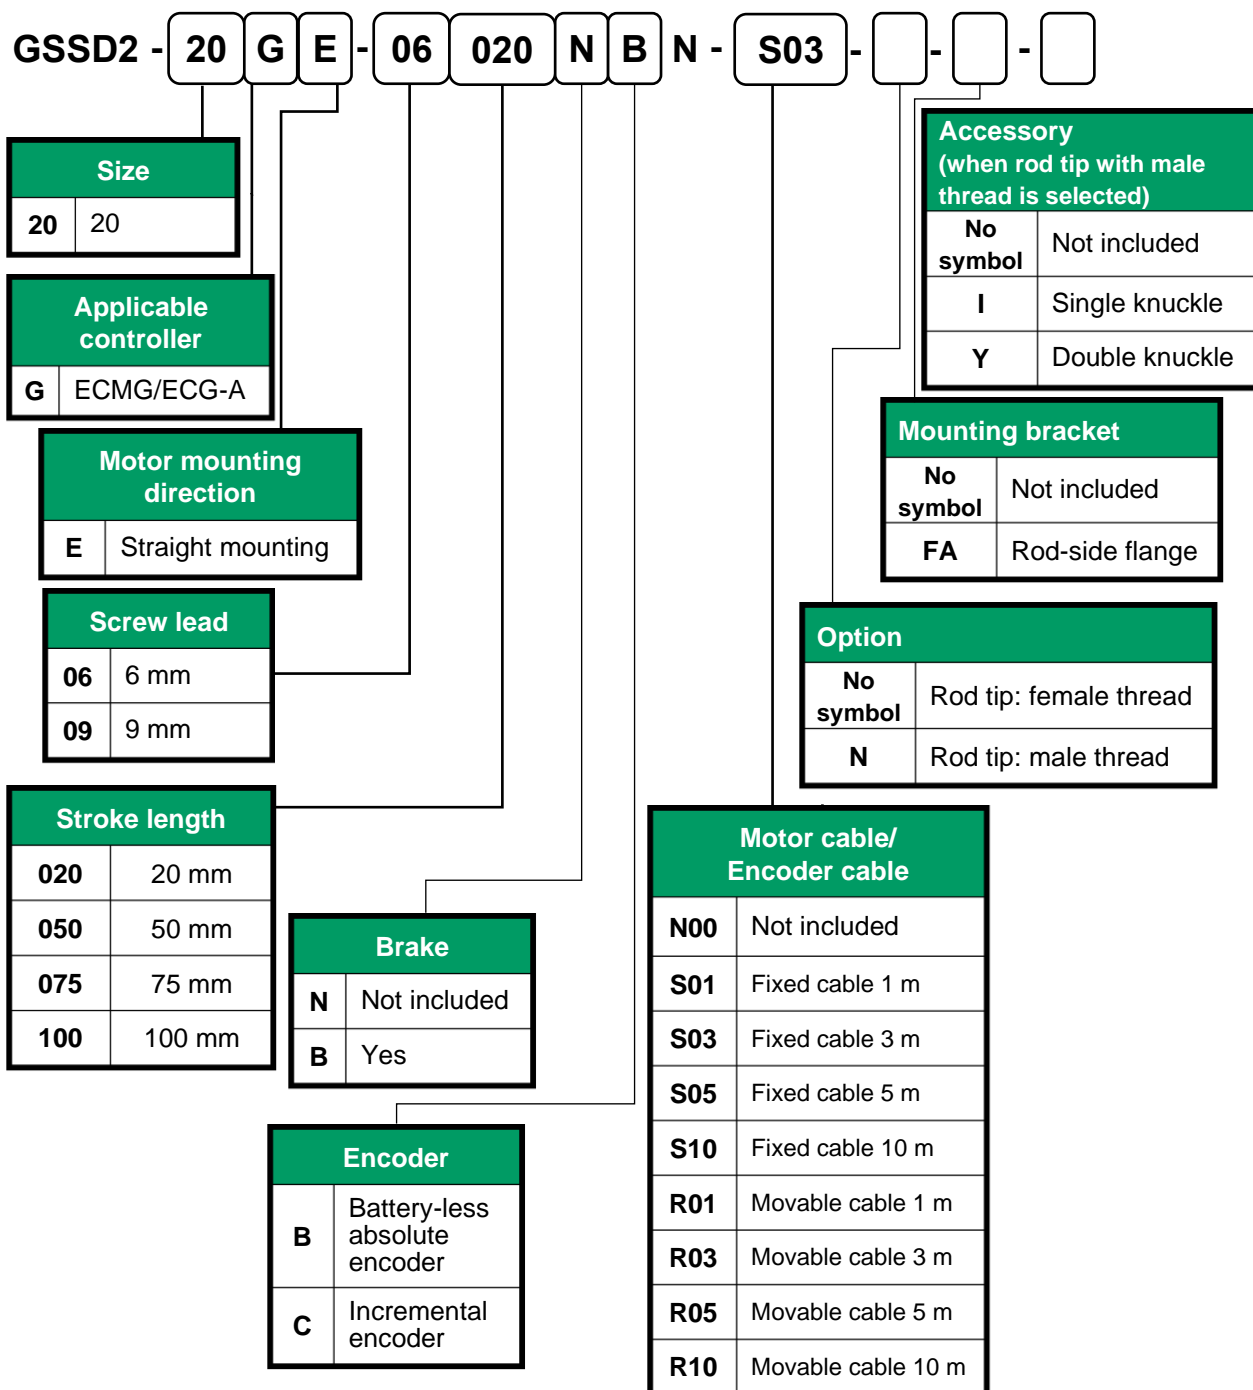 GSSD2 - 20 G E - 06 020 N B N - S03 - - -
Size
20 20
Applicable
controller
G ECMG/ECG-A
Motor mounting
direction
E Straight mounting
Screw lead
06 6 mm
09 9 mm
Stroke length
020 20 mm
050 50 mm
075 75 mm
100 100 mm
Brake
N Not included
B Yes
Encoder
B Battery-less
absolute
encoder
C Incremental
encoder
Motor cable/
Encoder cable
N00 Not included
S01 Fixed cable 1 m
S03 Fixed cable 3 m
S05 Fixed cable 5 m
S10 Fixed cable 10 m
R01 Movable cable 1 m
R03 Movable cable 3 m
R05 Movable cable 5 m
R10 Movable cable 10 m
Option
No
symbol Rod tip: female thread
N Rod tip: male thread
Mounting bracket
No
symbol Not included
FA Rod-side flange
Accessory
(when rod tip with male
thread is selected)
No
symbol Not included
I Single knuckle
Y Double knuckle